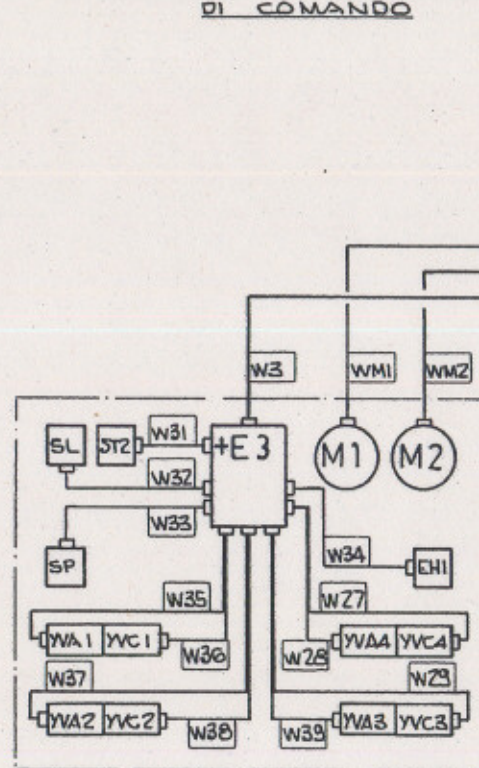 DI COMANDO
W3
WM1
WM2
SL
ST2
W31
+E3
M1
M2
W32
W33
SP
W34
EH1
W35
W27
YVA1
YVC1
W36
W28
YVA4
YVC4
W37
W29
YVA2
YVC2
W38
W39
YVA3
YVC3